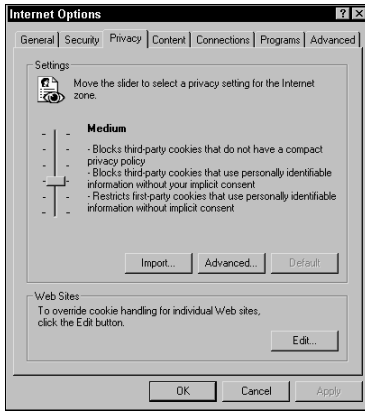 Internet Options
General Security Privacy Content Connections Programs Advanced
Settings
Move the slider to select a privacy setting for the Internet
zone.
Medium
- Blocks third-party cookies that do not have a compact
privacy policy
- Blocks third-party cookies that use personally identifiable
information without your implicit consent
- Restricts first-party cookies that use personally identifiable
information without implicit consent
Import... Advanced... Default
Web Sites
To override cookie handling for individual Web sites,
click the Edit button.
Edit...
OK Cancel Apply